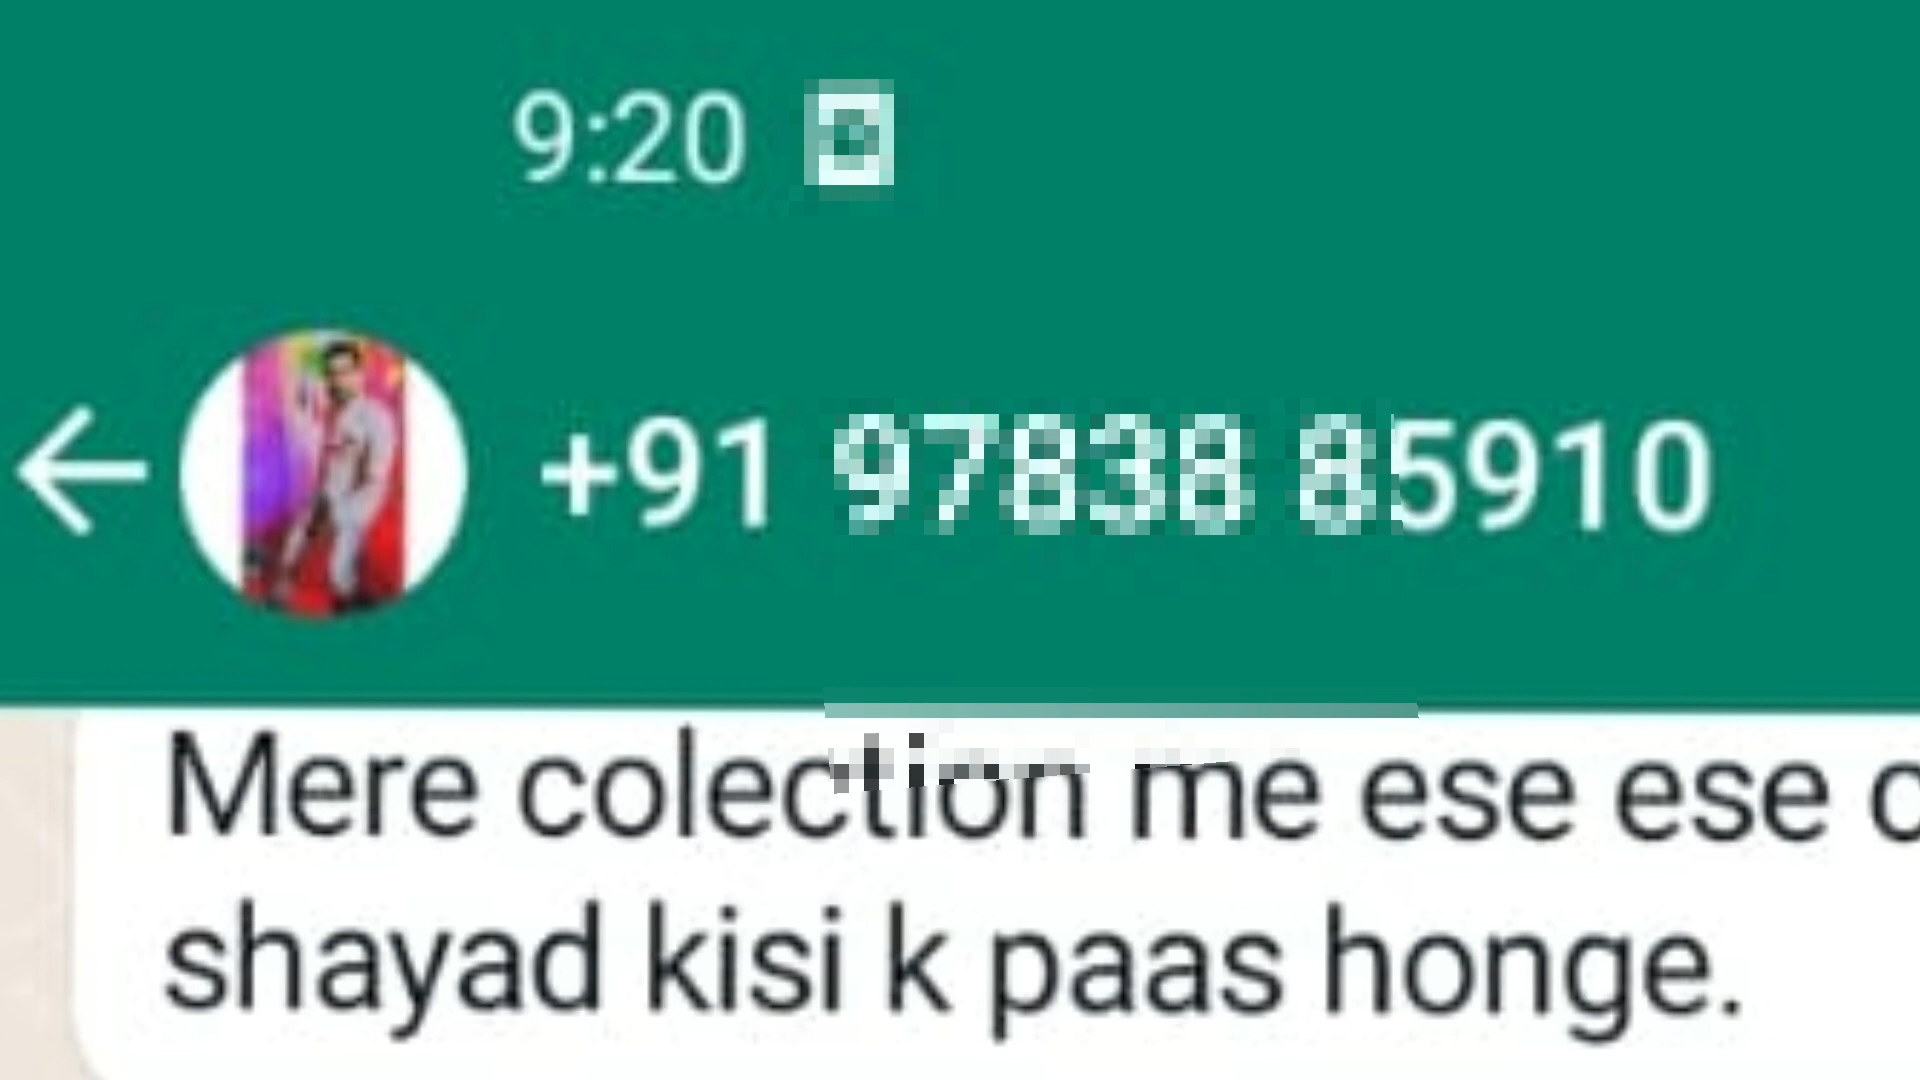 9:20
+91 5910
Mere colection me ese ese
shayad kisi k paas honge.